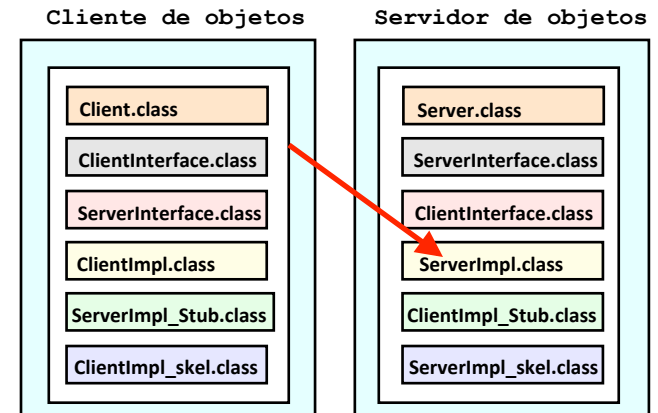 Cliente de objetos
Servidor de objetos
Client.class
ClientInterface.class
ServerInterface.class
ClientImpl.class
ServerImpl_Stub.class
ClientImpl_skel.class
Server.class
ServerInterface.class
ClientInterface.class
ServerImpl.class
ClientImpl_Stub.class
ServerImpl_skel.class